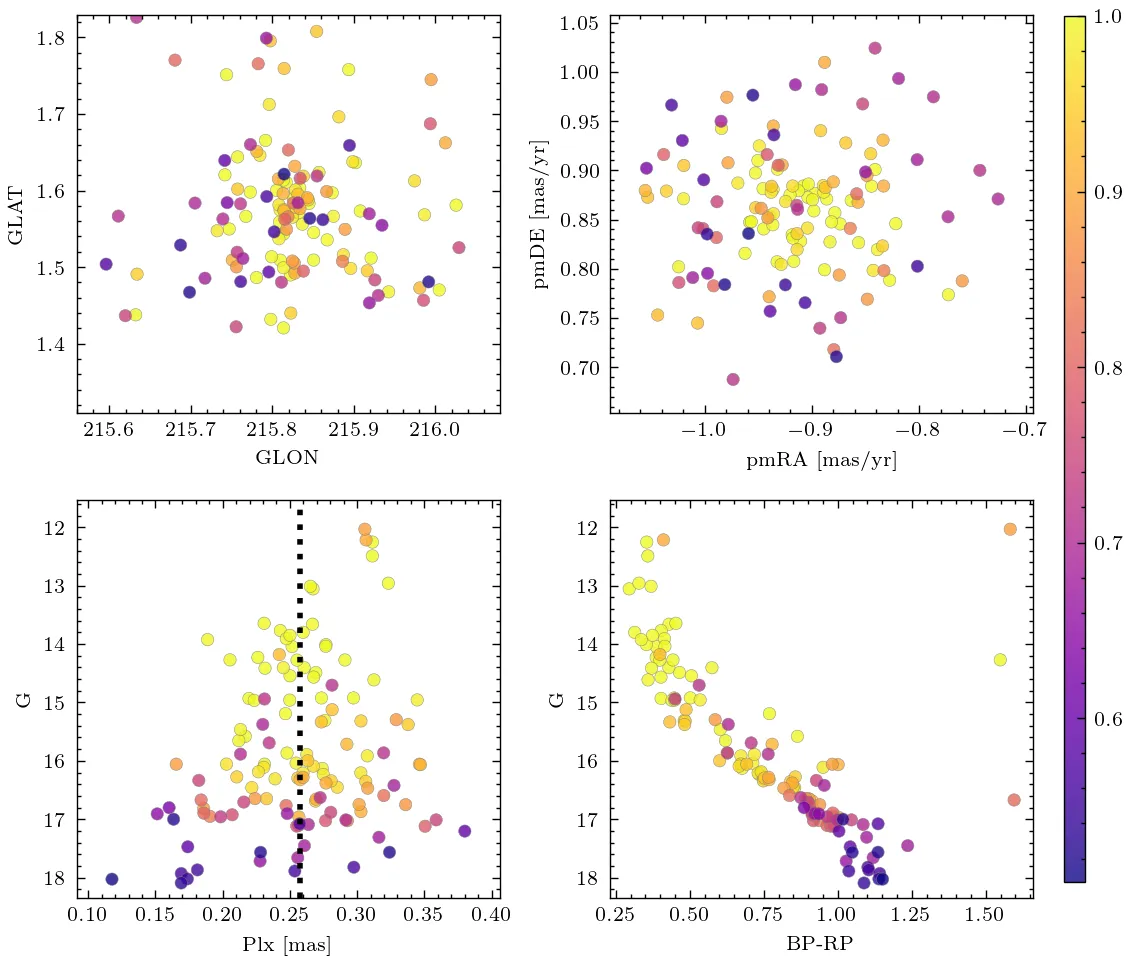 1.8
1.7
1.6
1.5
1.4
GLAT
215.6 215.7 215.8 215.9 216.0
GLON
1.05
1.00
0.95
0.90
0.85
0.80
0.75
0.70
pmDE [mas/yr]
−1.0 −0.9 −0.8 −0.7
pmRA [mas/yr]
12
13
14
15
16
17
18
G
0.10 0.15 0.20 0.25 0.30 0.35 0.40
Plx [mas]
12
13
14
15
16
17
18
G
0.25 0.50 0.75 1.00 1.25 1.50
BP-RP
1.0
0.9
0.8
0.7
0.6